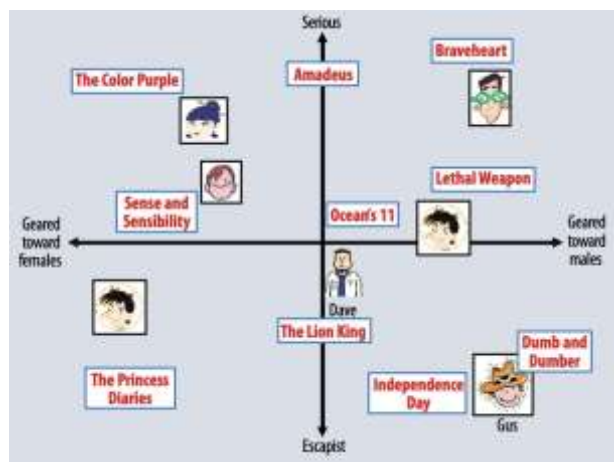 Serious
Braveheart
The Color Purple
Amadeus
Lethal Weapon
Sense and
Sensibility
Ocean's 11
Geared
toward
females
Geared
toward
males
Dave
The Lion King
Dumb and
Dumber
The Princess
Diaries
Independence
Day
Gus
Escapist